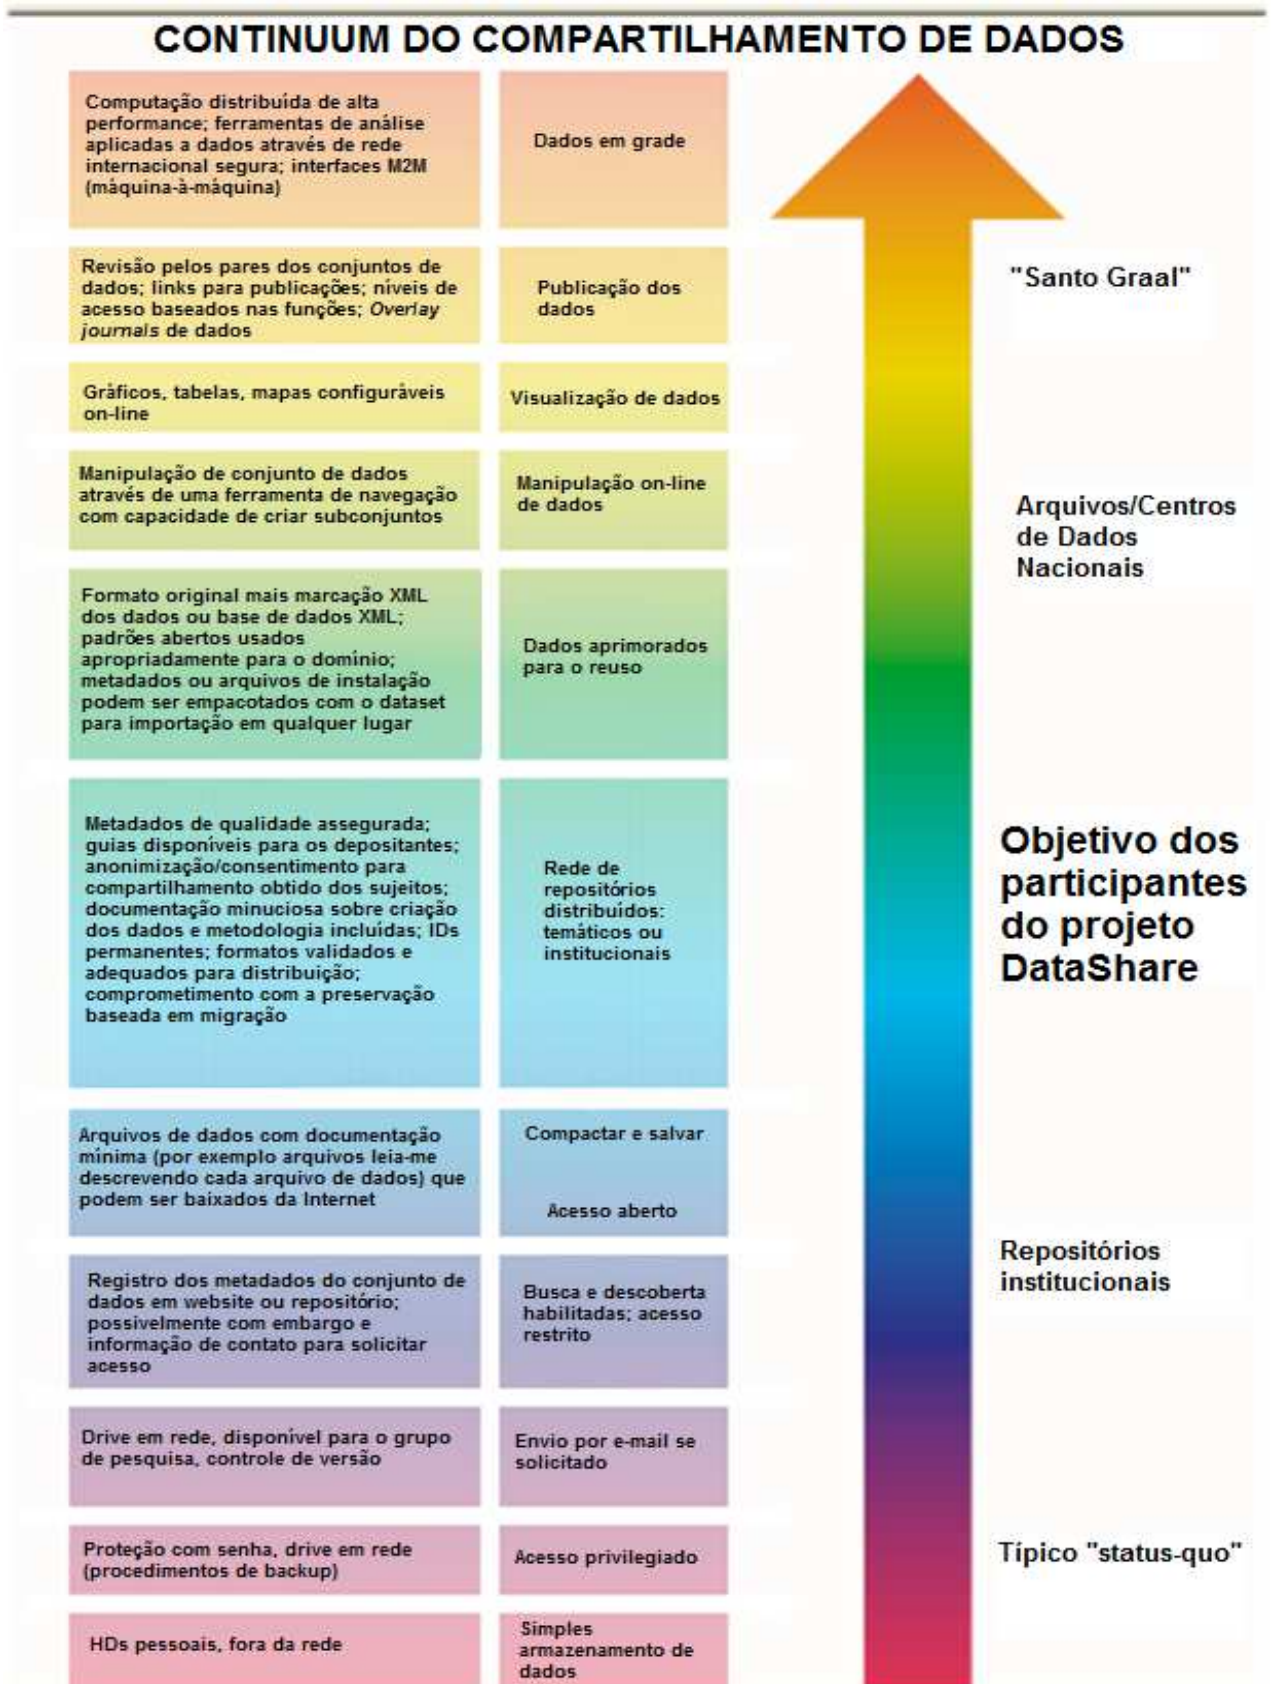 CONTINUUM DO COMPARTILHAMENTO DE DADOS
Computação distribuída de alta
performance; ferramentas de análise
aplicadas a dados através de rede
internacional segura; interfaces M2M
(máquina-à-máquina)
Dados em grade
Revisão pelos pares dos conjuntos de
dados; links para publicações; níveis de
acesso baseados nas funções; Overlay
journals de dados
Publicação dos
dados
"Santo Graal"
Gráficos, tabelas, mapas configuráveis
on-line
Visualização de dados
Manipulação de conjunto de dados
através de uma ferramenta de navegação
com capacidade de criar subconjuntos
Manipulação on-line
de dados
Arquivos/Centros
de Dados
Nacionais
Formato original mais marcação XML
dos dados ou base de dados XML;
padrões abertos usados
apropriadamente para o domínio;
metadados ou arquivos de instalação
podem ser empacotados com o dataset
para importação em qualquer lugar
Dados aprimorados
para o reuso
Metadados de qualidade assegurada;
guias disponíveis para os depositantes;
anonimização/consentimento para
compartilhamento obtido dos sujeitos;
documentação minuciosa sobre criação
dos dados e metodologia incluídas; IDs
permanentes; formatos validados e
adequados para distribuição;
comprometimento com a preservação
baseada em migração
Rede de
repositórios
distribuídos:
temáticos ou
institucionais
Objetivo dos
participantes
do projeto
DataShare
Arquivos de dados com documentação
mínima (por exemplo arquivos leia-me
descrevendo cada arquivo de dados) que
podem ser baixados da Internet
Compactar e salvar
Acesso aberto
Registro dos metadados do conjunto de
dados em website ou repositório;
possivelmente com embargo e
informação de contato para solicitar
acesso
Busca e descoberta
habilitadas; acesso
restrito
Repositórios
institucionais
Drive em rede, disponível para o grupo
de pesquisa, controle de versão
Envio por e-mail se
solicitado
Proteção com senha, drive em rede
(procedimentos de backup)
Acesso privilegiado
Típico "status-quo"
HDs pessoais, fora da rede
Simples
armazenamento de
dados